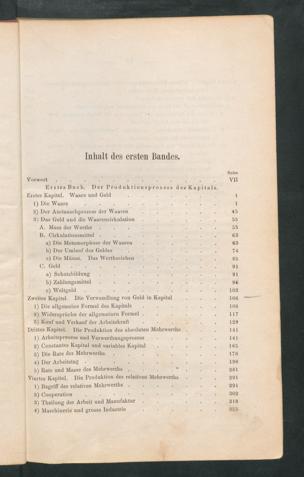 Inhalt des ersten Bandes.
Seite
Vorwort VII
Erstes Buch. Der Produktionsprocess des Kapitals.
Erstes Kapitel. Waare und Geld 1
1) Die Waare 1
2) Der Austauschprocess der Waaren 45
3) Das Geld und die Waarencirkulation 55
A. Mass der Werthe 55
B. Cirkulationsmittel 63
a) Die Metamorphose der Waaren 63
b) Der Umlauf des Geldes 74
c) Die Münze. Das Werthzeichen 85
C. Geld 91
a) Schatzbildung 91
b) Zahlungsmittel 96
c) Weltgeld 103
Zweites Kapitel. Die Verwandlung von Geld in Kapital 106
1) Die allgemeine Formel des Kapitals 106
2) Widersprüche der allgemeinen Formel 117
3) Kauf und Verkauf der Arbeitskraft 129
Drittes Kapitel. Die Produktion des absoluten Mehrwerths 141
1) Arbeitsprocess und Verwerthungsprocess 141
2) Constantes Kapital und variables Kapital 165
3) Die Rate des Mehrwerths 178
4) Der Arbeitstag 196
5) Rate und Masse des Mehrwerths 281
Viertes Kapitel. Die Produktion des relativen Mehrwerths 291
1) Begriff des relativen Mehrwerths 291
2) Cooperation 302
3) Theilung der Arbeit und Manufaktur 318
4) Maschinerie und grosse Industrie 355